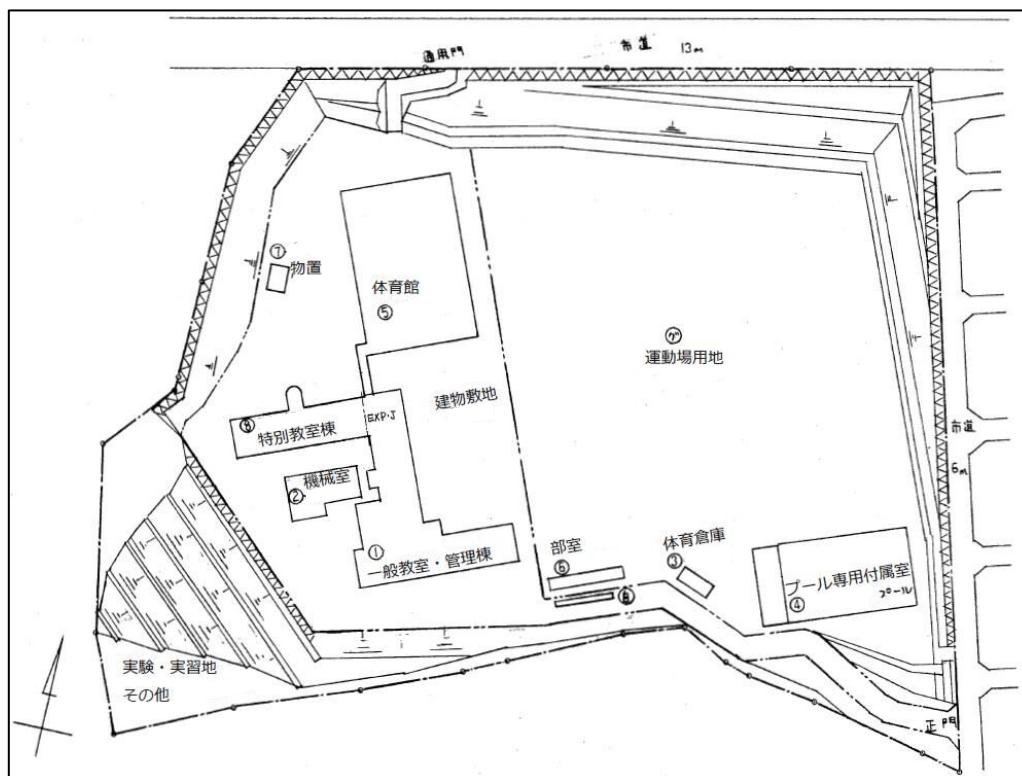 通用門
市道 13m
⑦
物置
体育館
⑤
グ
運動場用地
建物敷地
EXP.J
⑧
特別教室棟
機械室
②
市道
6m
①
一般教室・管理棟
部室
⑥
体育倉庫
③
プール専用付属室
プール
④
実験・実習地
その他
正門